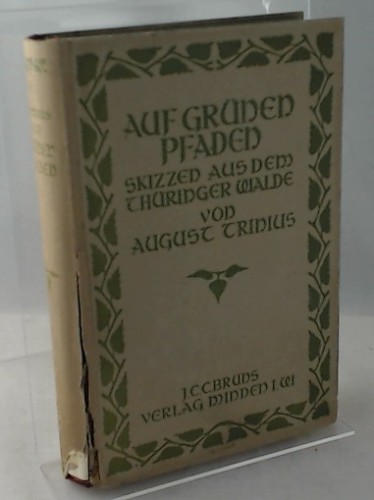 AUF GRÜNEN
PFADEN
SKIZZEN AUS DEM
THÜRINGER WALDE
VON
AUGUST TRINIUS
J.C.C. BRUNS
VERLAG MINDEN I. W.